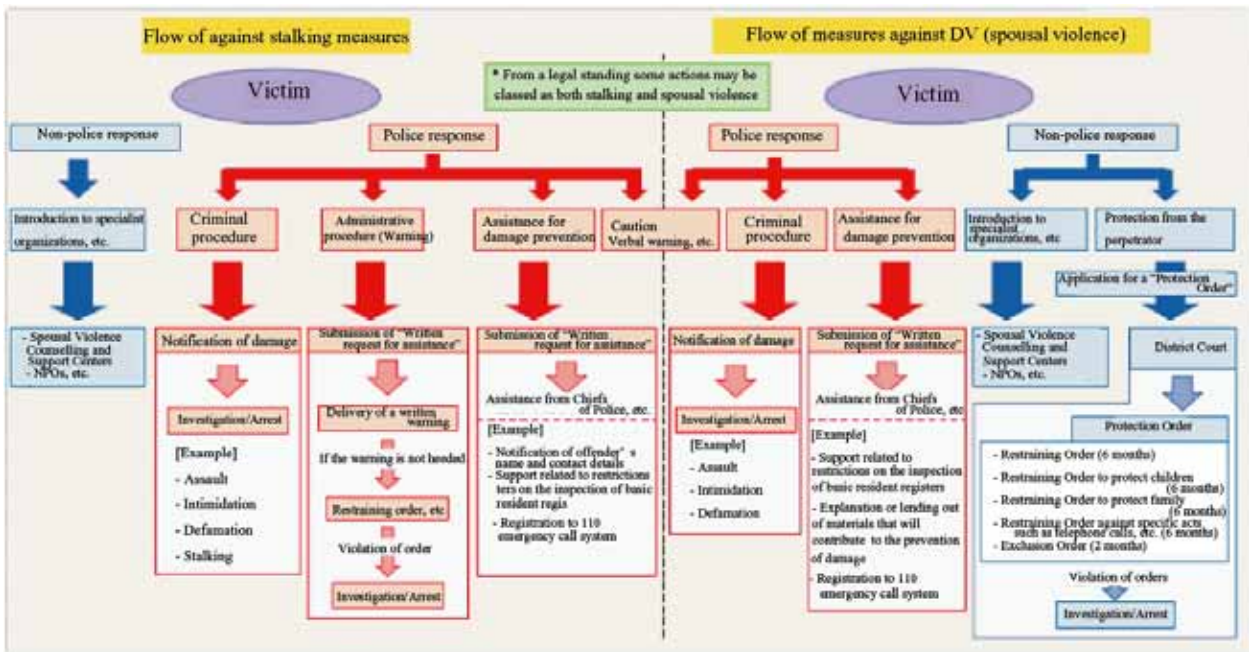 Flow of against stalking measures
Flow of measures against DV (spousal violence)
Victim
* From a legal standing some actions may be
classed as both stalking and spousal violence
Victim
Non-police response
Police response
Police response
Non-police response
Introduction to specialist
organizations, etc.
Criminal
procedure
Administrative
procedure (Warning)
Assistance for
damage prevention
Caution
Verbal warning, etc.
Criminal
procedure
Assistance for
damage prevention
Introduction to
specialist
organizations, etc
Protection from the
perpetrator
Application for a "Protection
Order"
- Spousal Violence
Counselling and
Support Centers
- NPOs, etc.
Notification of damage
Investigation/Arrest
[Example]
- Assault
- Intimidation
- Defamation
- Stalking
Submission of "Written
request for assistance"
Delivery of a written
warning
If the warning is not heeded
Restraining order, etc
Violation of order
Investigation/Arrest
Submission of "Written
request for assistance"
Assistance from Chiefs
of Police, etc.
[Example]
- Notification of offender's
name and contact details
- Support related to restrictions
ters on the inspection of basic
resident regis
- Registration to 110
emergency call system
Notification of damage
Investigation/Arrest
[Example]
- Assault
- Intimidation
- Defamation
Submission of "Written
request for assistance"
Assistance from Chiefs
of Police, etc
[Example]
- Support related to
restrictions on the inspection
of basic resident registers
- Explanation or lending out
of materials that will
contribute to the prevention
of damage
- Registration to 110
emergency call system
- Spousal Violence
Counselling and
Support Centers
- NPOs, etc.
District Court
Protection Order
- Restraining Order (6 months)
- Restraining Order to protect children
(6 months)
- Restraining Order to protect family
(6 months)
- Restraining Order against specific acts
such as telephone calls, etc. (6 months)
- Exclusion Order (2 months)
Violation of orders
Investigation/Arrest